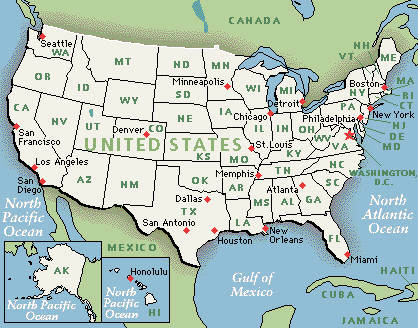 CANADA
Seattle
WA
MT
ND
MN
VT
NH
ME
OR
ID
SD
Minneapolis
WI
MI
NY
Boston
MA
RI
CT
WY
IA
Detroit
Chicago
PA
Philadelphia
New York
NJ
DE
MD
CA
NV
UT
Denver
CO
NE
IL
IN
OH
WV
VA
San
Francisco
UNITED STATES
KS
MO
St.Louis
KY
WASHINGTON,
D.C.
Los Angeles
Memphis
TN
NC
San
Diego
AZ
NM
OK
AR
Atlanta
SC
Dallas
TX
MS
AL
GA
North
Pacific
Ocean
North
Atlantic
Ocean
San Antonio
LA
Houston
New
Orleans
FL
Miami
MEXICO
Gulf of
Mexico
AK
North Pacific
Ocean
Honolulu
North
Pacific
Ocean
HI
CUBA
HAITI
JAMAICA